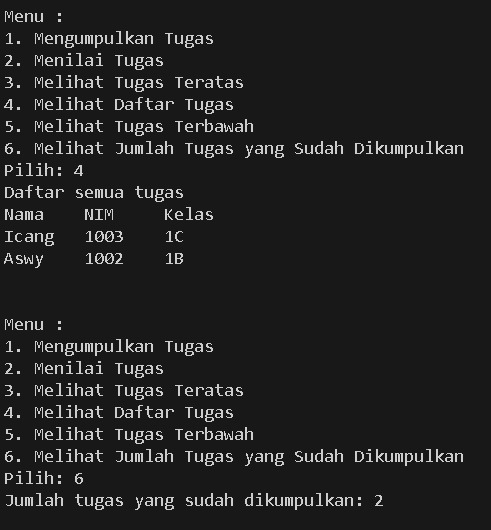 Menu :
1. Mengumpulkan Tugas
2. Menilai Tugas
3. Melihat Tugas Teratas
4. Melihat Daftar Tugas
5. Melihat Tugas Terbawah
6. Melihat Jumlah Tugas yang Sudah Dikumpulkan
Pilih: 4
Daftar semua tugas
Nama    NIM     Kelas
Icang   1003    1C
Aswy    1002    1B
Menu :
1. Mengumpulkan Tugas
2. Menilai Tugas
3. Melihat Tugas Teratas
4. Melihat Daftar Tugas
5. Melihat Tugas Terbawah
6. Melihat Jumlah Tugas yang Sudah Dikumpulkan
Pilih: 6
Jumlah tugas yang sudah dikumpulkan: 2